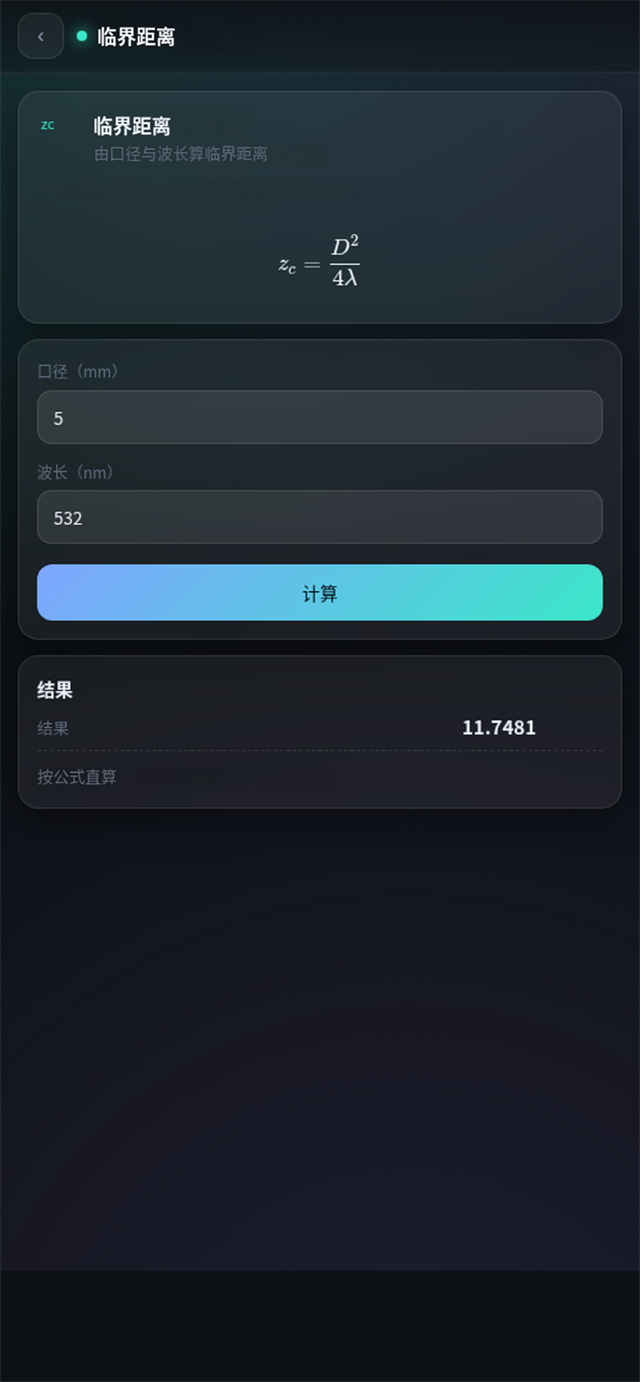 ‹ 临界距离
ZC 临界距离
由口径与波长算临界距离
z_c = D²/4λ
口径（mm）
5
波长（nm）
532
计算
结果
结果 11.7481
按公式直算